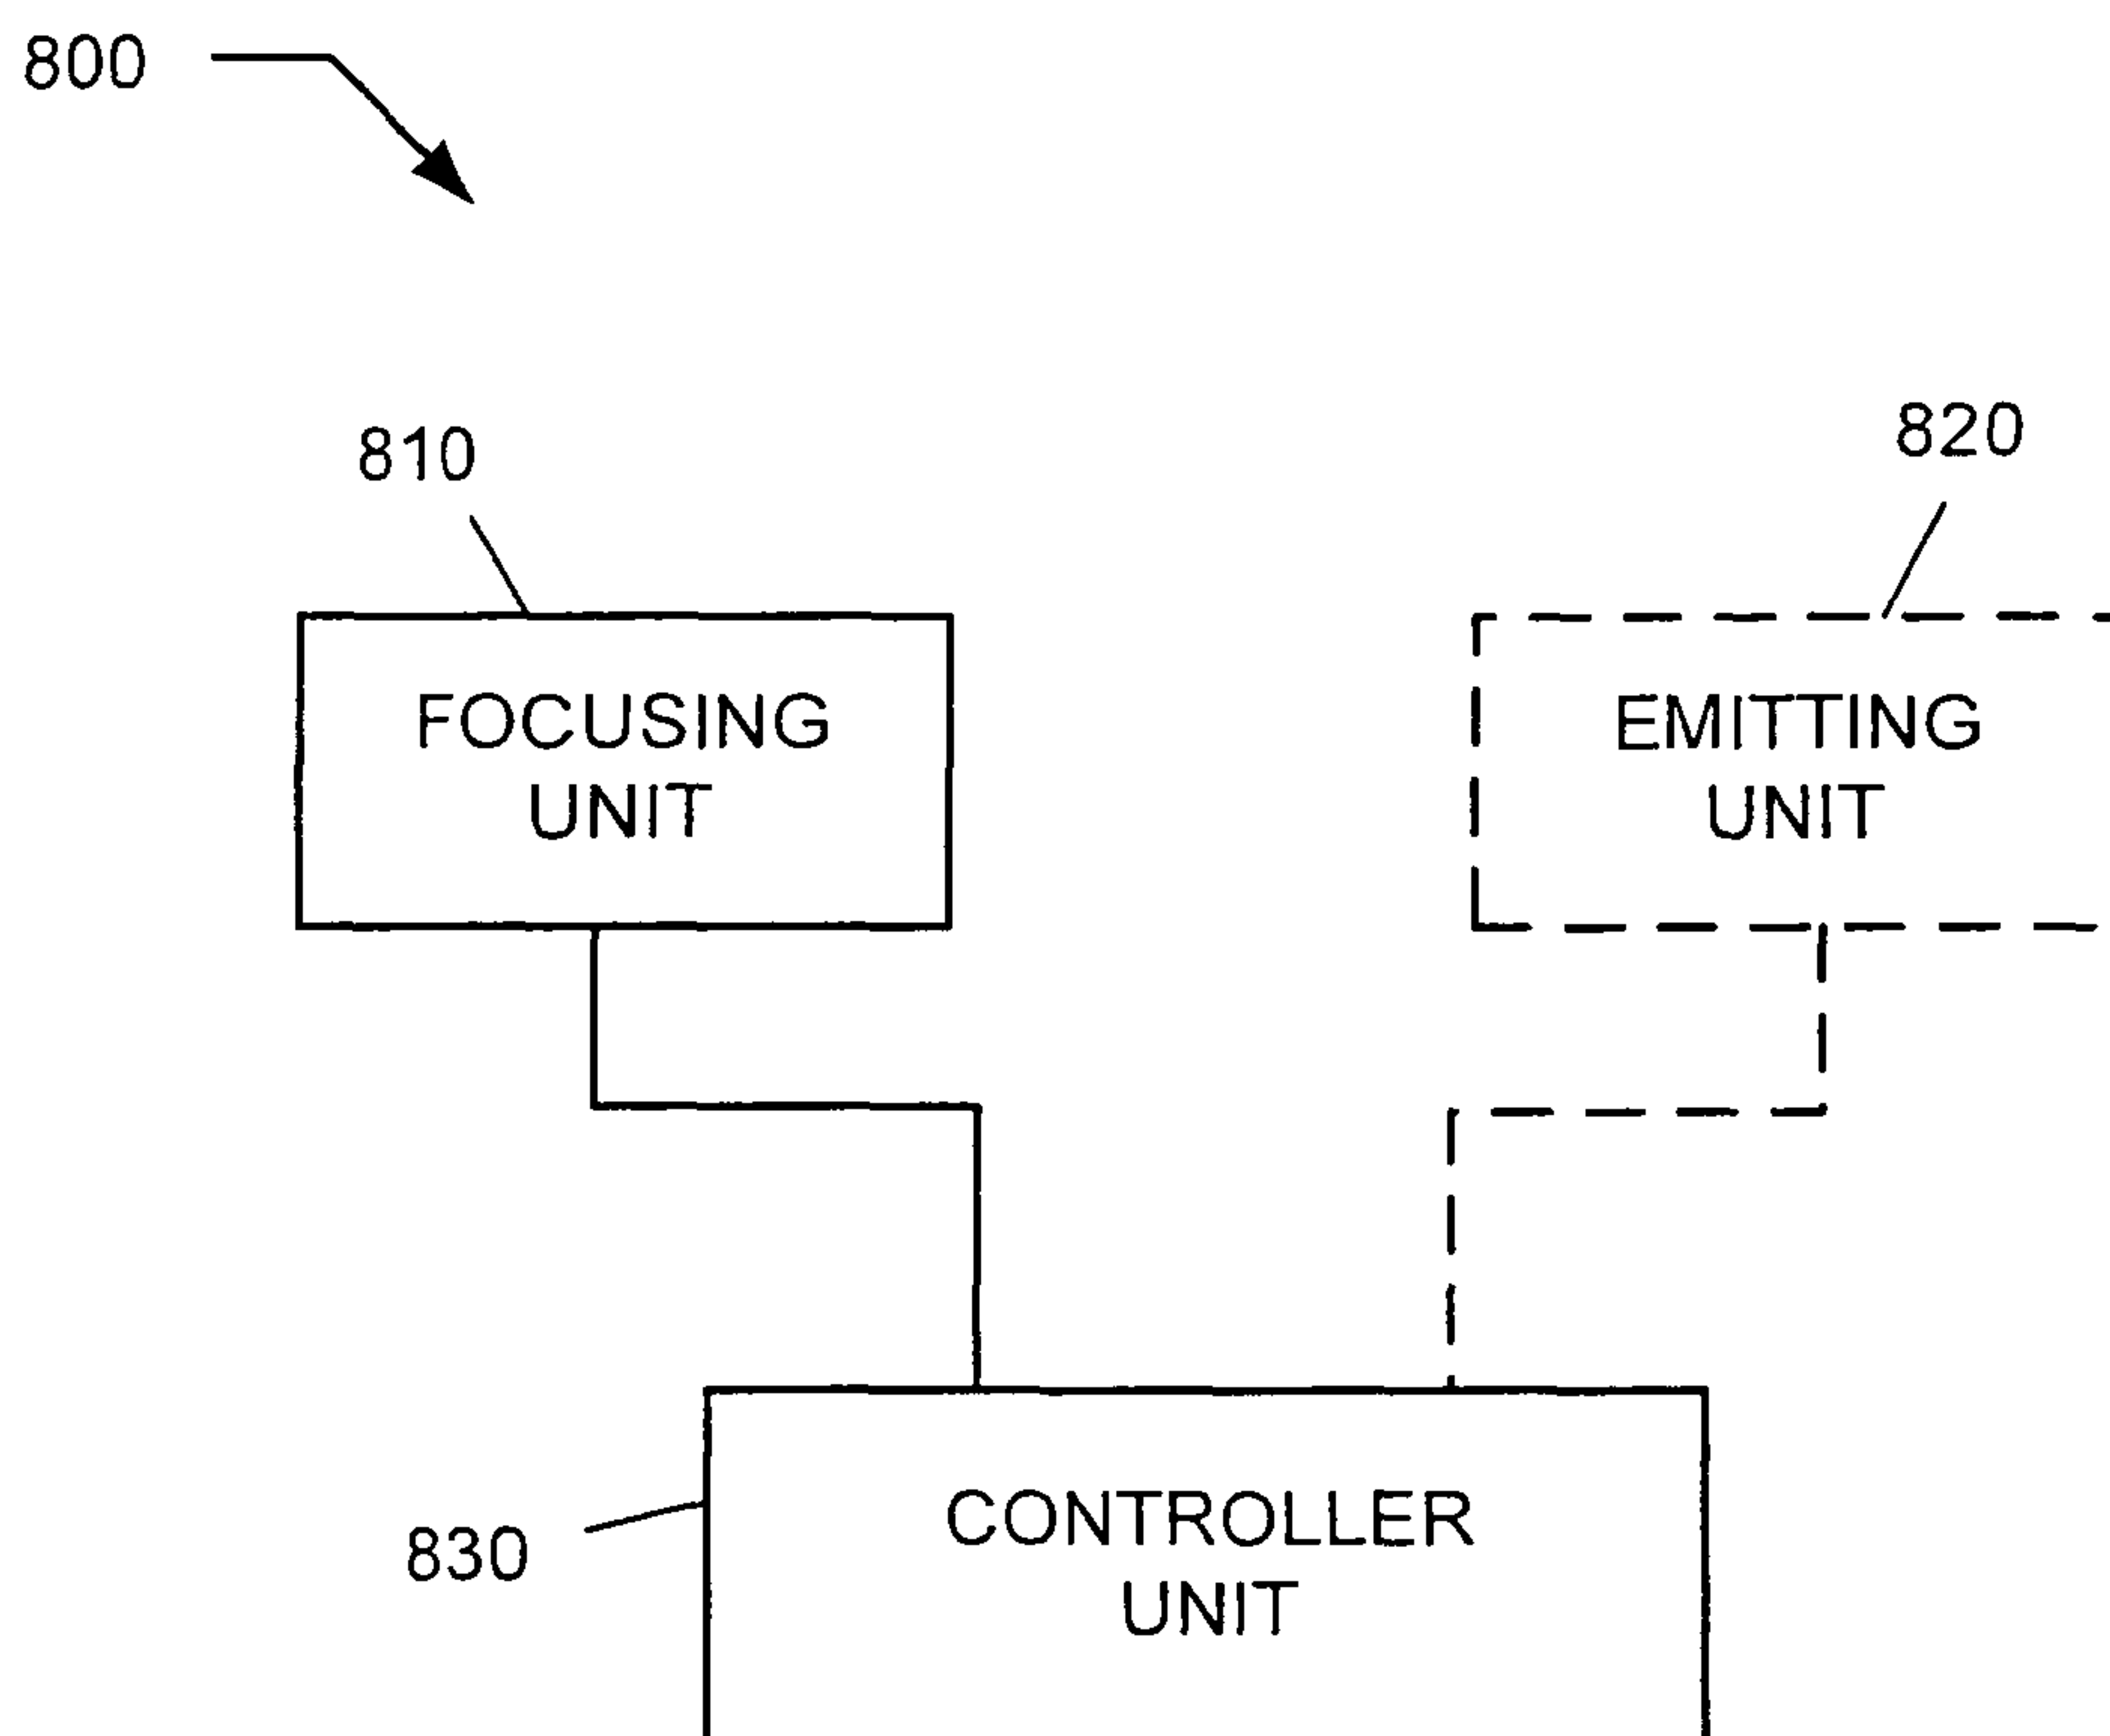 800
810
820
FOCUSING
UNIT
EMITTING
UNIT
830
CONTROLLER
UNIT